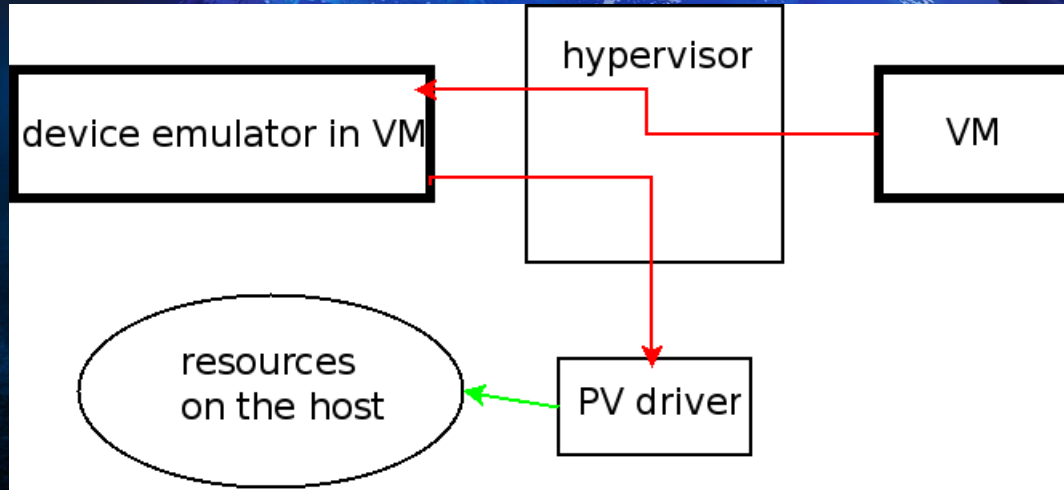 hypervisor
device emulator in VM
VM
resources
on the host
PV driver